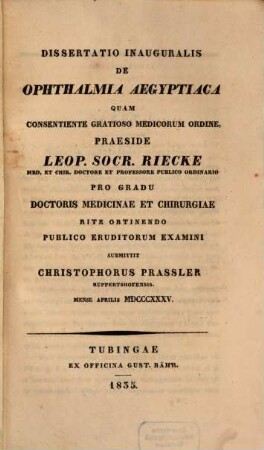 DISSERTATIO INAUGURALIS
DE
OPHTHALMIA AEGYPTIACA
QUAM
CONSENTIENTE GRATIOSO MEDICORUM ORDINE,
PRAESIDE
LEOP. SOCR. RIECKE
MED. ET CHIR. DOCTORE ET PROFESSORE PUBLICO ORDINARIO
PRO GRADU
DOCTORIS MEDICINAE ET CHIRURGIAE
RITE OBTINENDO
PUBLICO ERUDITORUM EXAMINI
SUBMITTIT
CHRISTOPHORUS PRASSLER
RUPPERTSHOFENSIS.
MENSE APRILIS MDCCCXXXV.
TUBINGAE
EX OFFICINA GUST. BÄHR.
1835.